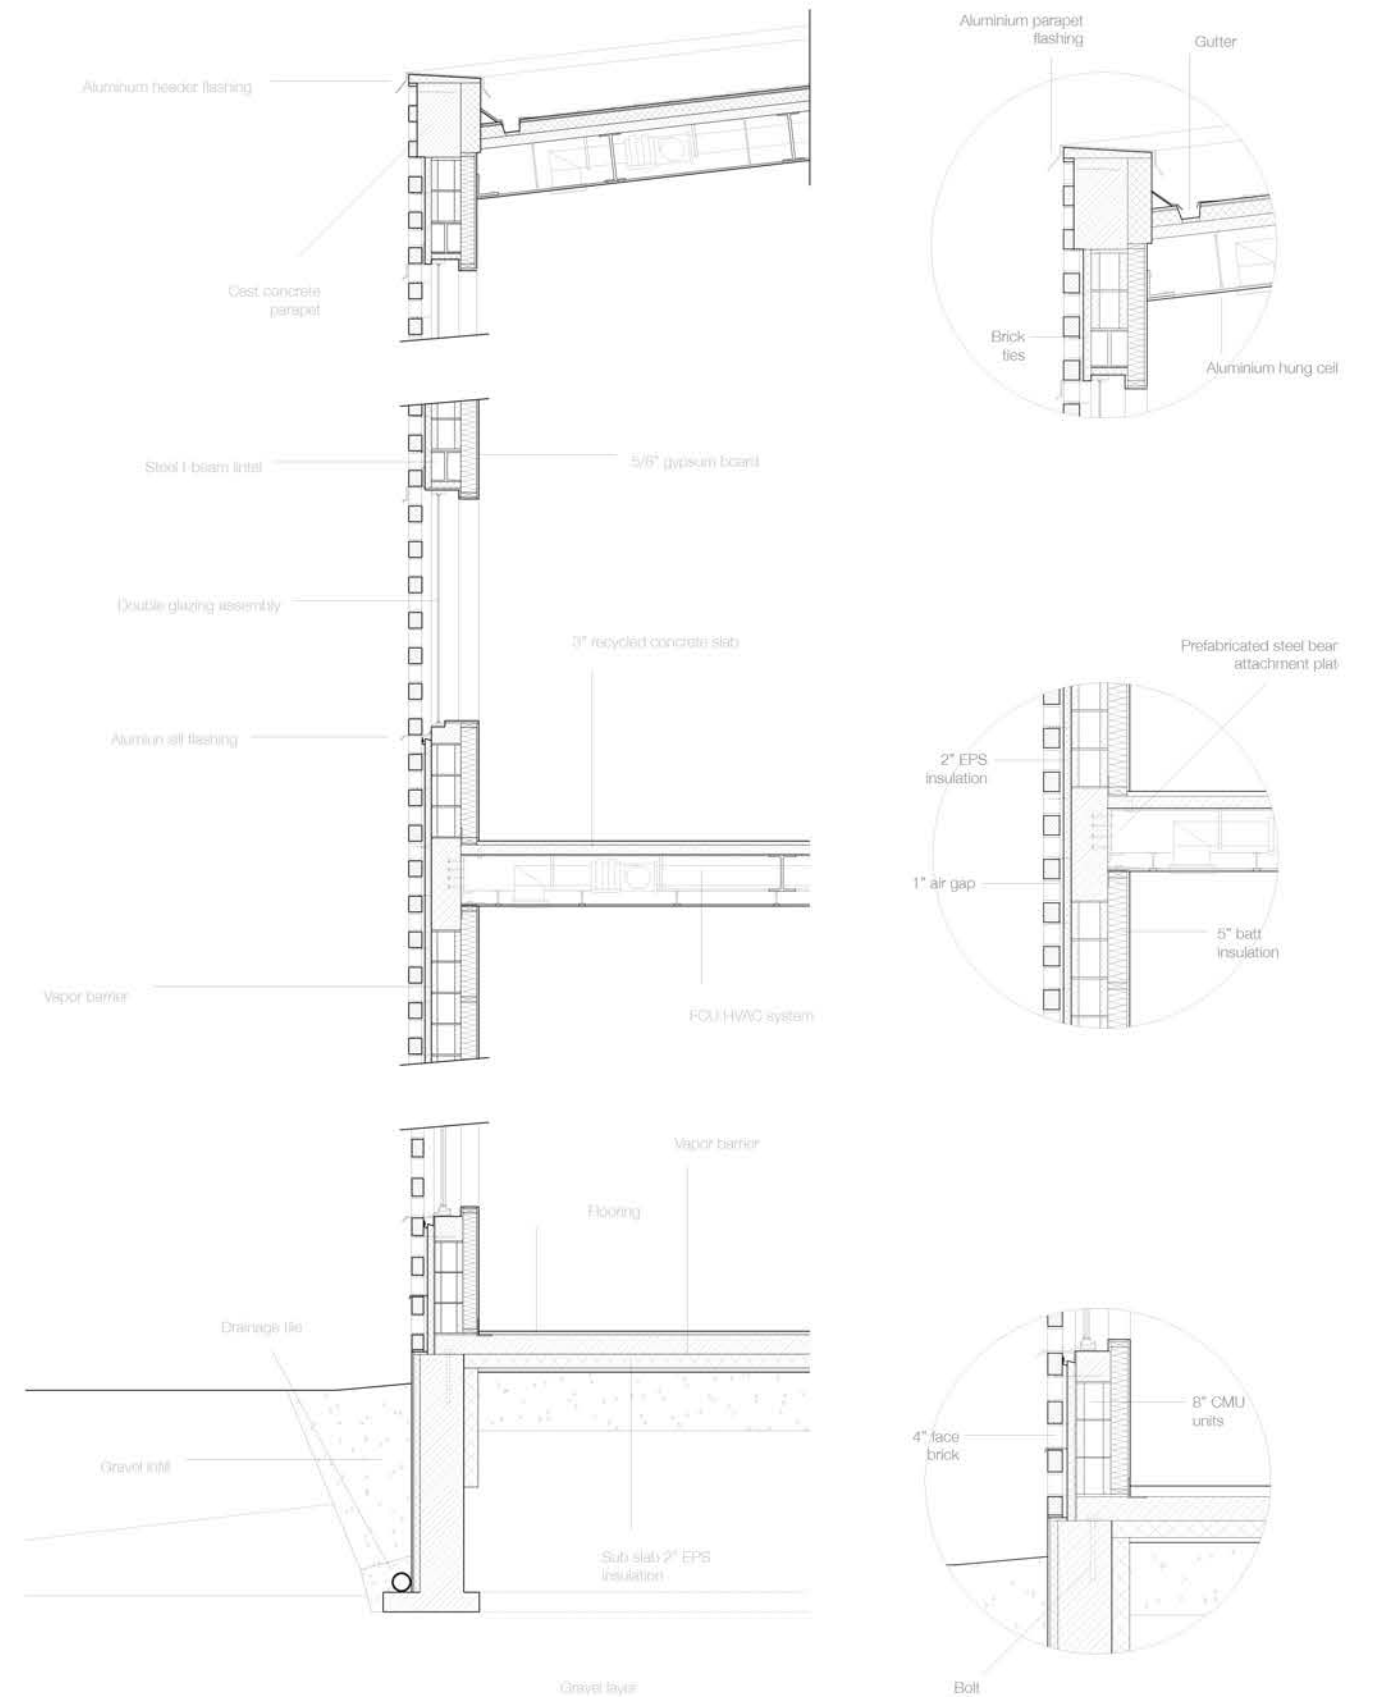 Aluminium parapet
flashing
Gutter
Aluminum header flashing
Cast concrete
parapet
Brick
ties
Aluminium hung ceil
Steel I-beam lintel
5/8" gypsum board
Double glazing assembly
3" recycled concrete slab
Prefabricated steel bear
attachment plat
Alumiun sill flashing
2" EPS
insulation
1" air gap
5" batt
insulation
Vapor barrier
FCU HVAC system
Vapor barrier
Flooring
Drainage tile
8" CMU
units
4" face
brick
Gravel infill
Sub slab 2" EPS
insulation
Gravel layer
Bolt